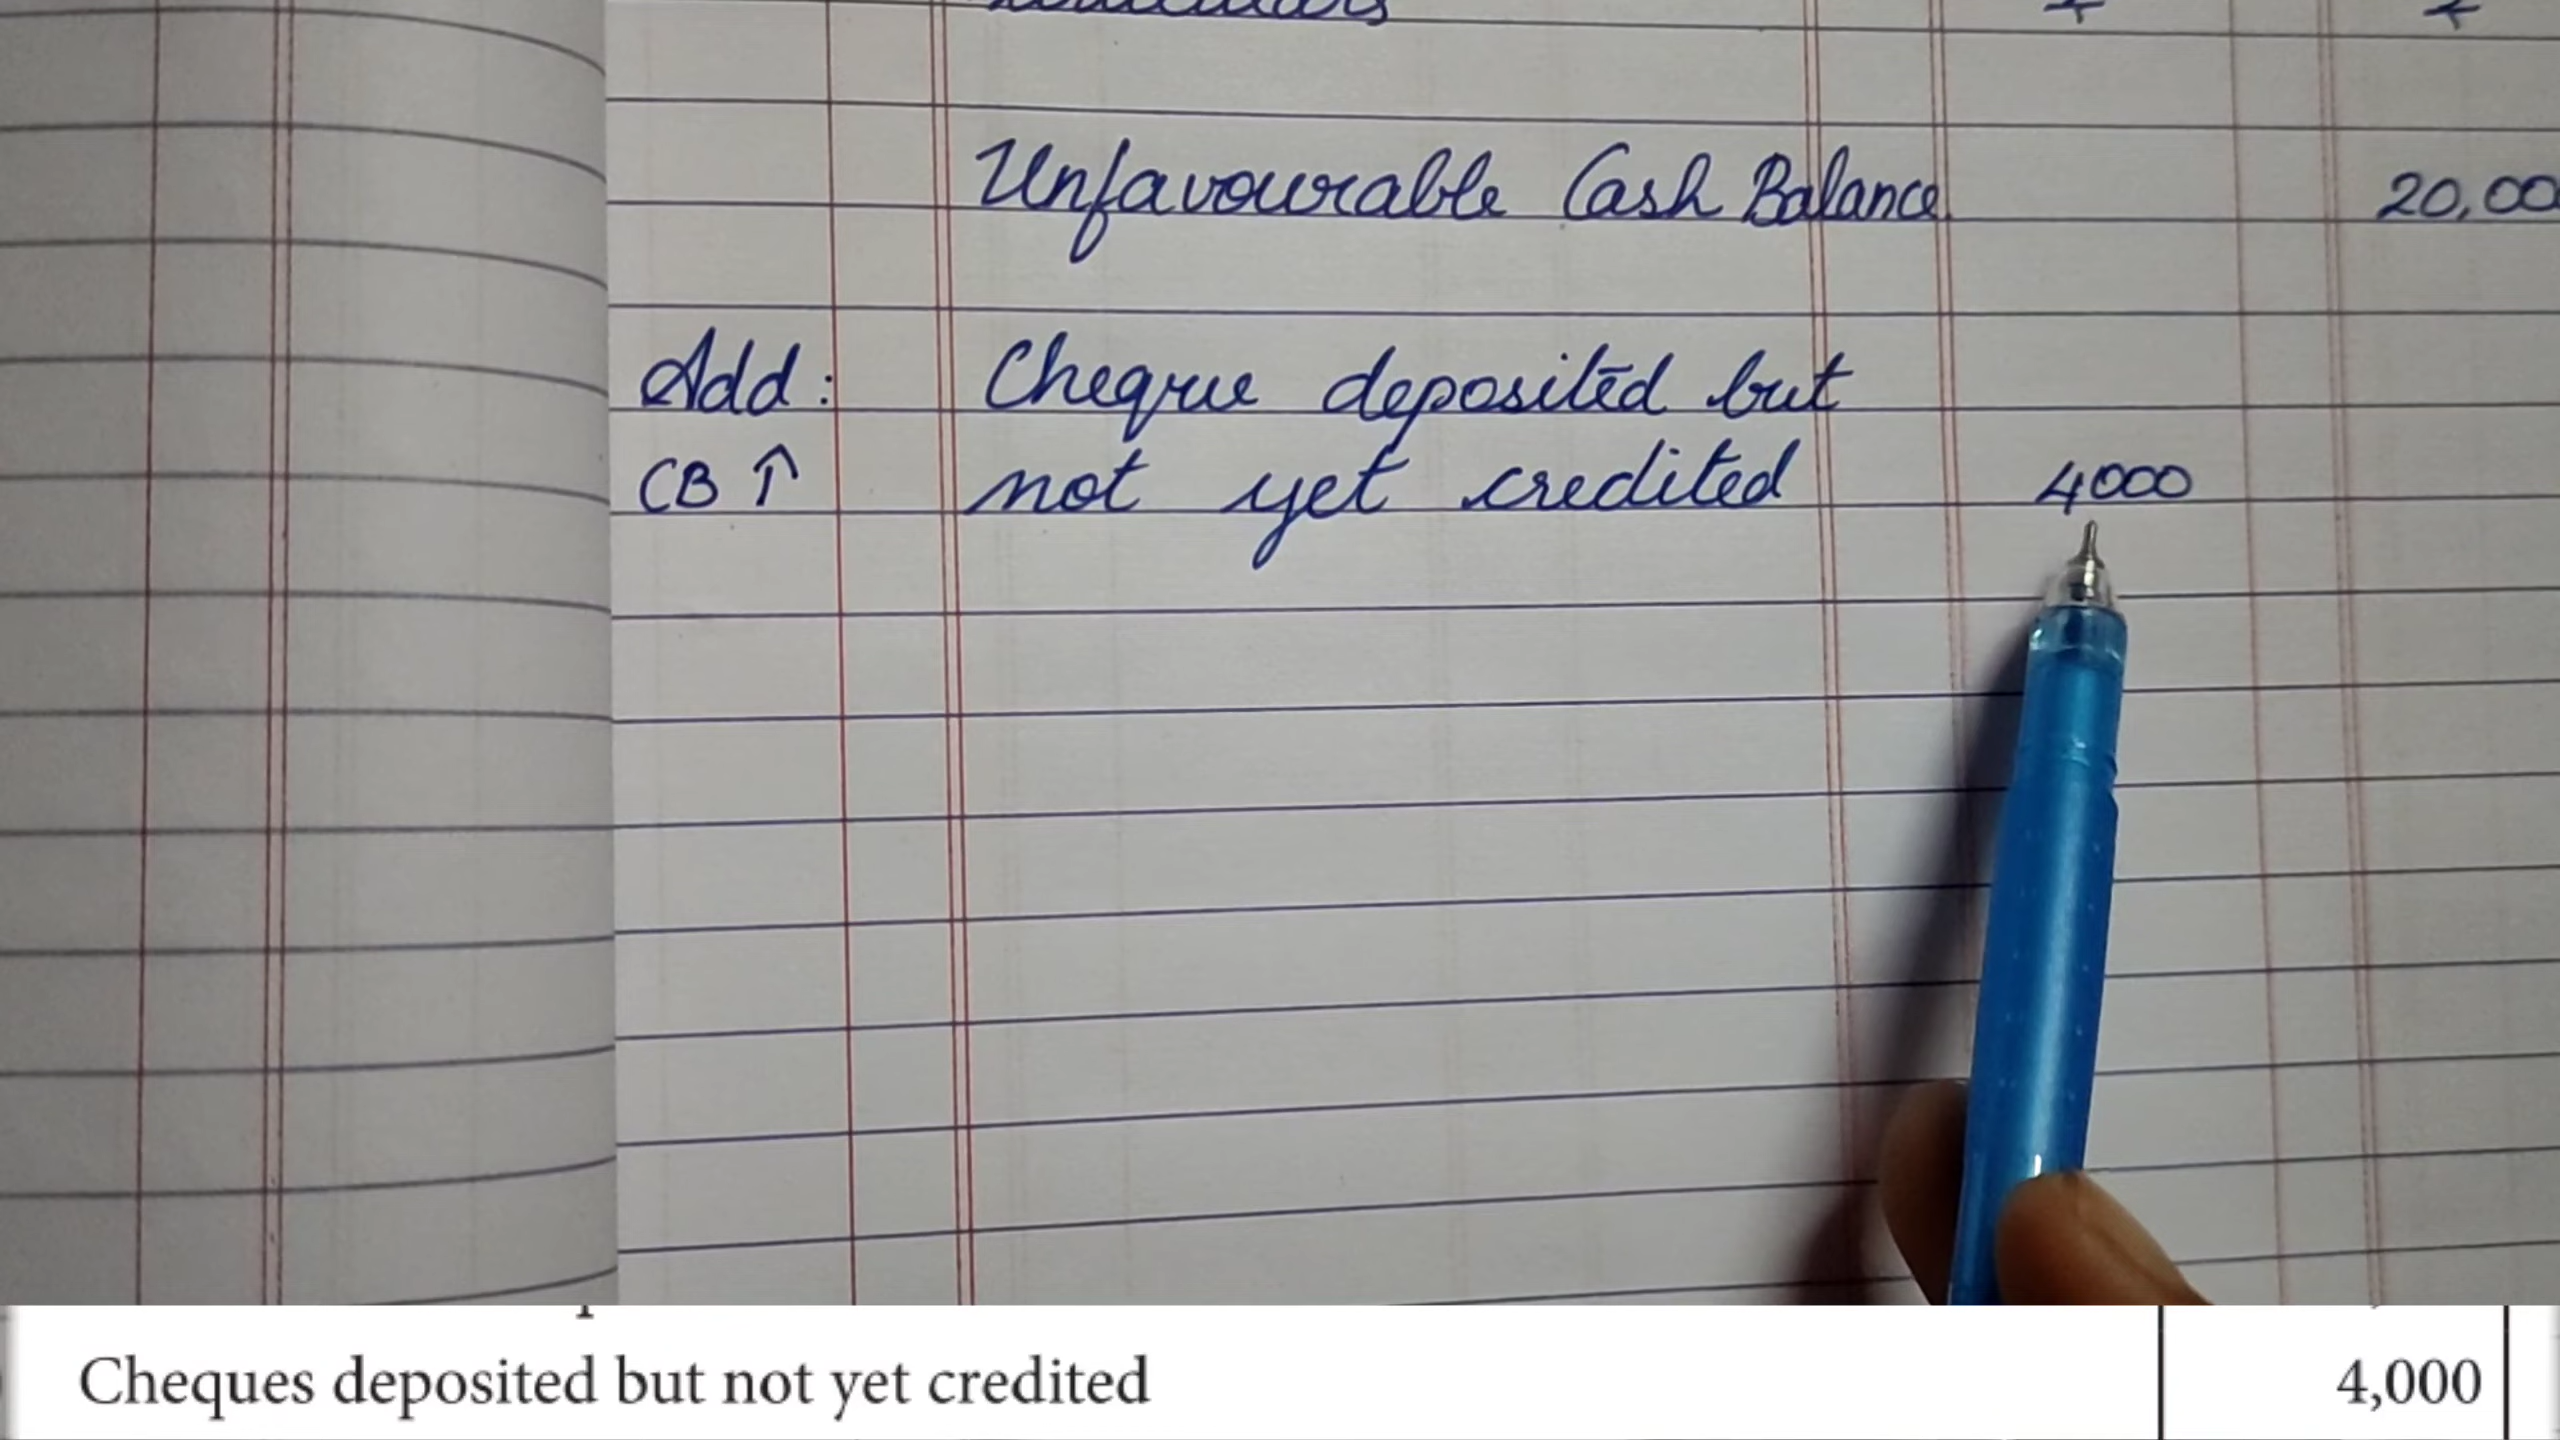 Unfavourable Cash Balance 20,00
Add: Cheque deposited but
CB ↑ not yet credited 4000
Cheques deposited but not yet credited 4,000